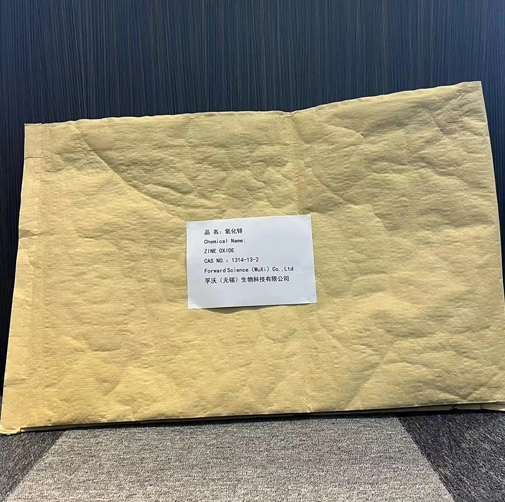 品 名：氧化锌
Chemical Name:
ZINE OXIDE
CAS NO.：1314-13-2
Forward Science (WuXi) Co.,Ltd
孚沃（无锡）生物科技有限公司